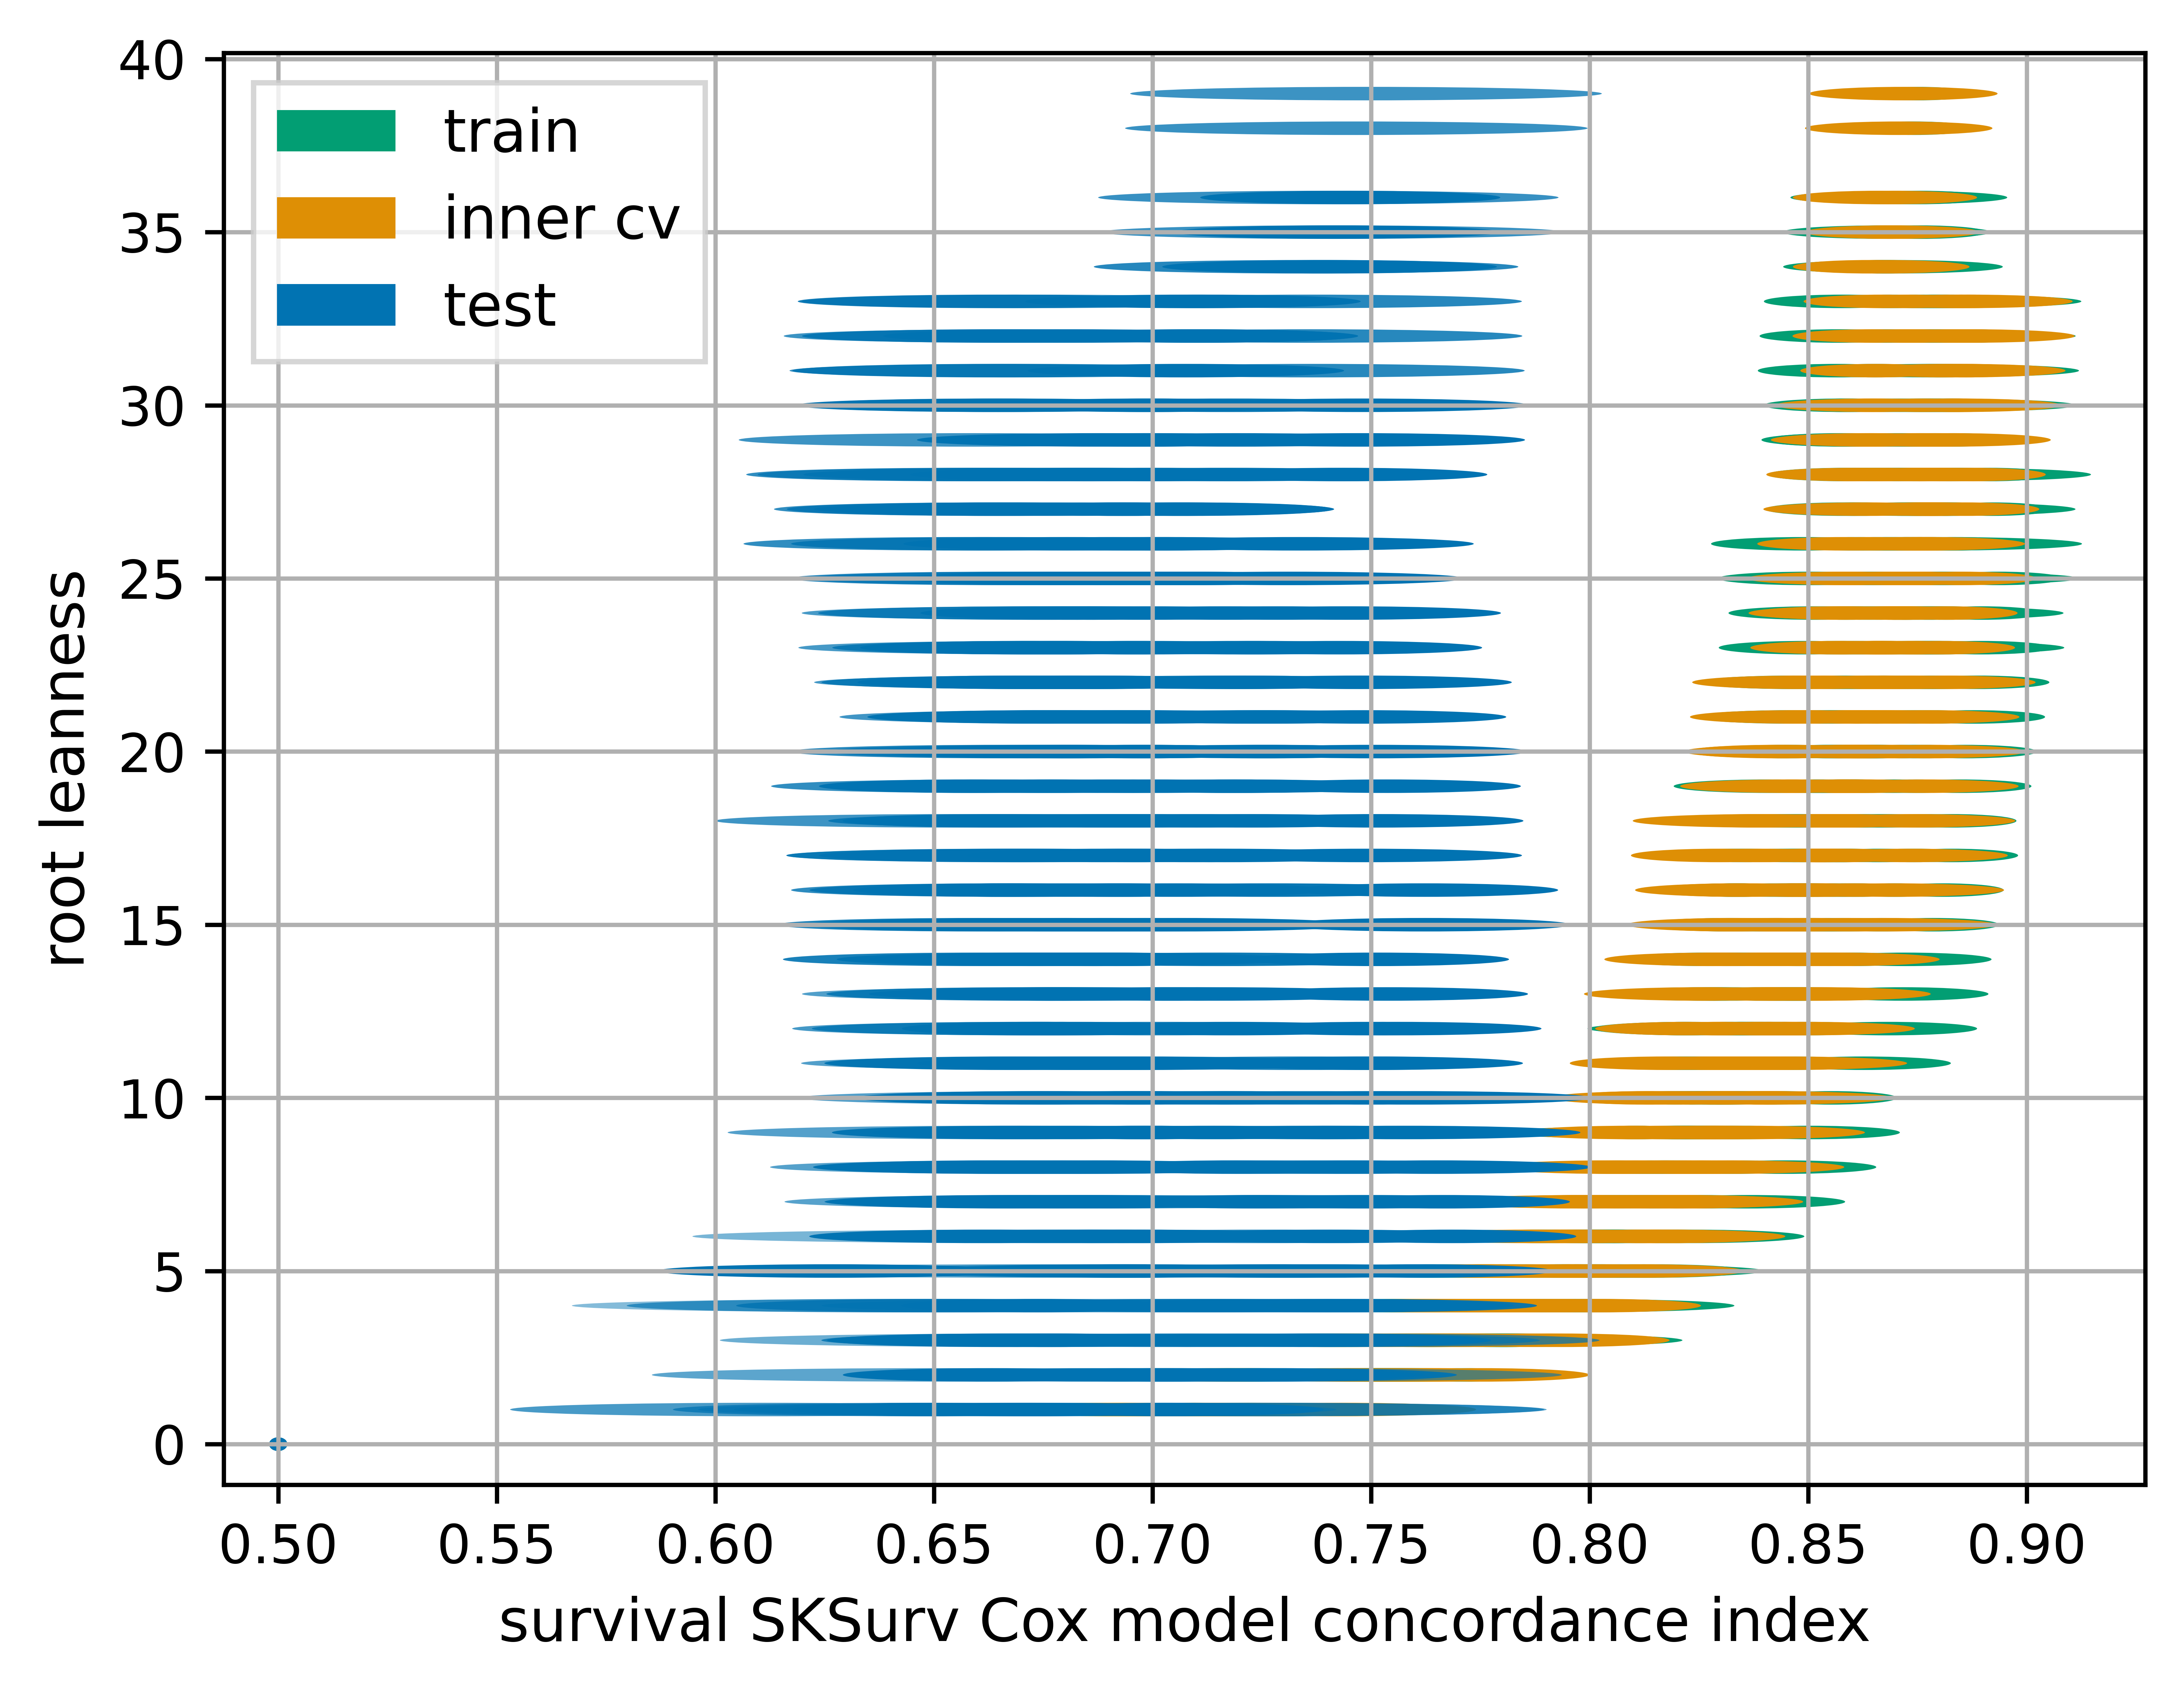 40
35
30
25
20
15
10
5
0
root leanness
train
inner cv
test
0.50 0.55 0.60 0.65 0.70 0.75 0.80 0.85 0.90
survival SKSurv Cox model concordance index